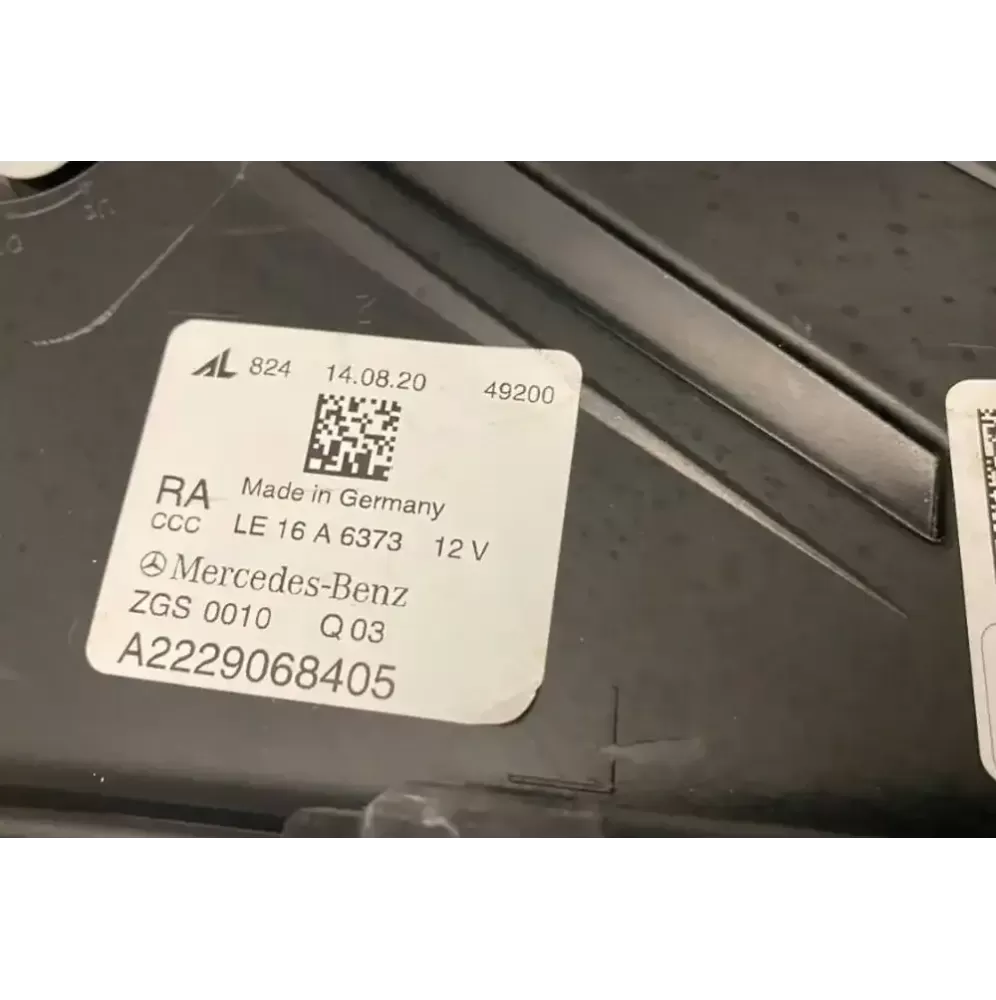 AL 824 14.08.20 49200
RA Made in Germany
CCC LE 16 A 6373 12 V
Mercedes-Benz
ZGS 0010 Q 03
A2229068405